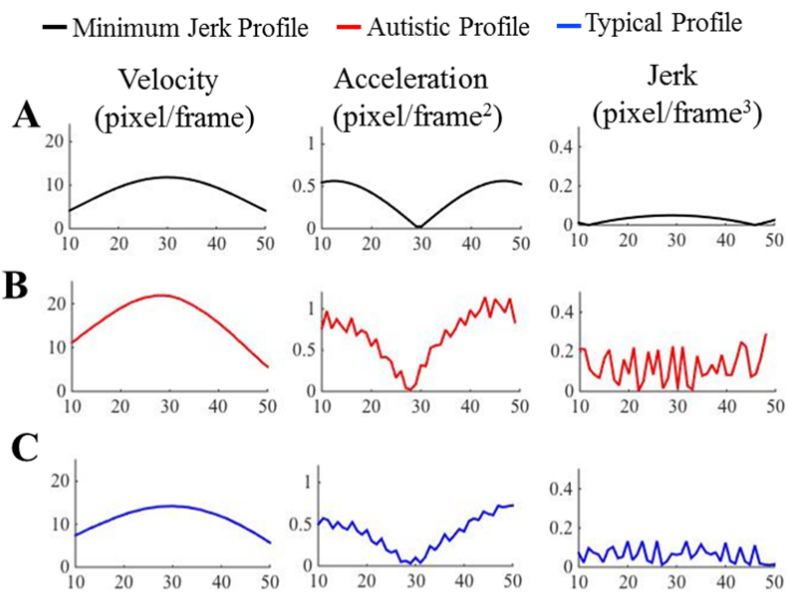 Minimum Jerk Profile Autistic Profile Typical Profile
Velocity Acceleration Jerk
(pixel/frame) (pixel/frame²) (pixel/frame³)
A
20 1 0.4
10 0.5 0.2
0 0 0
10 20 30 40 50 10 20 30 40 50 10 20 30 40 50
B
20 1 0.4
10 0.5 0.2
0 0 0
10 20 30 40 50 10 20 30 40 50 10 20 30 40 50
C
20 1 0.4
10 0.5 0.2
0 0 0
10 20 30 40 50 10 20 30 40 50 10 20 30 40 50